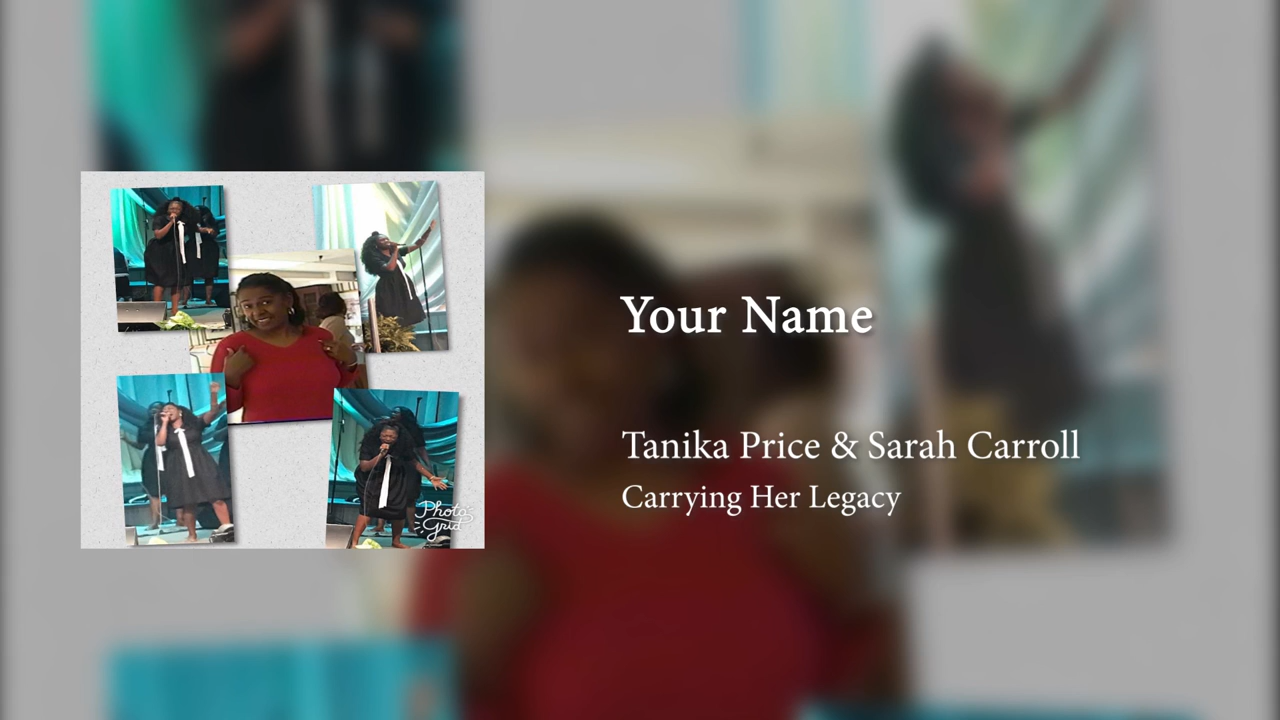 Your Name
Tanika Price & Sarah Carroll
Carrying Her Legacy
Photo
Grid